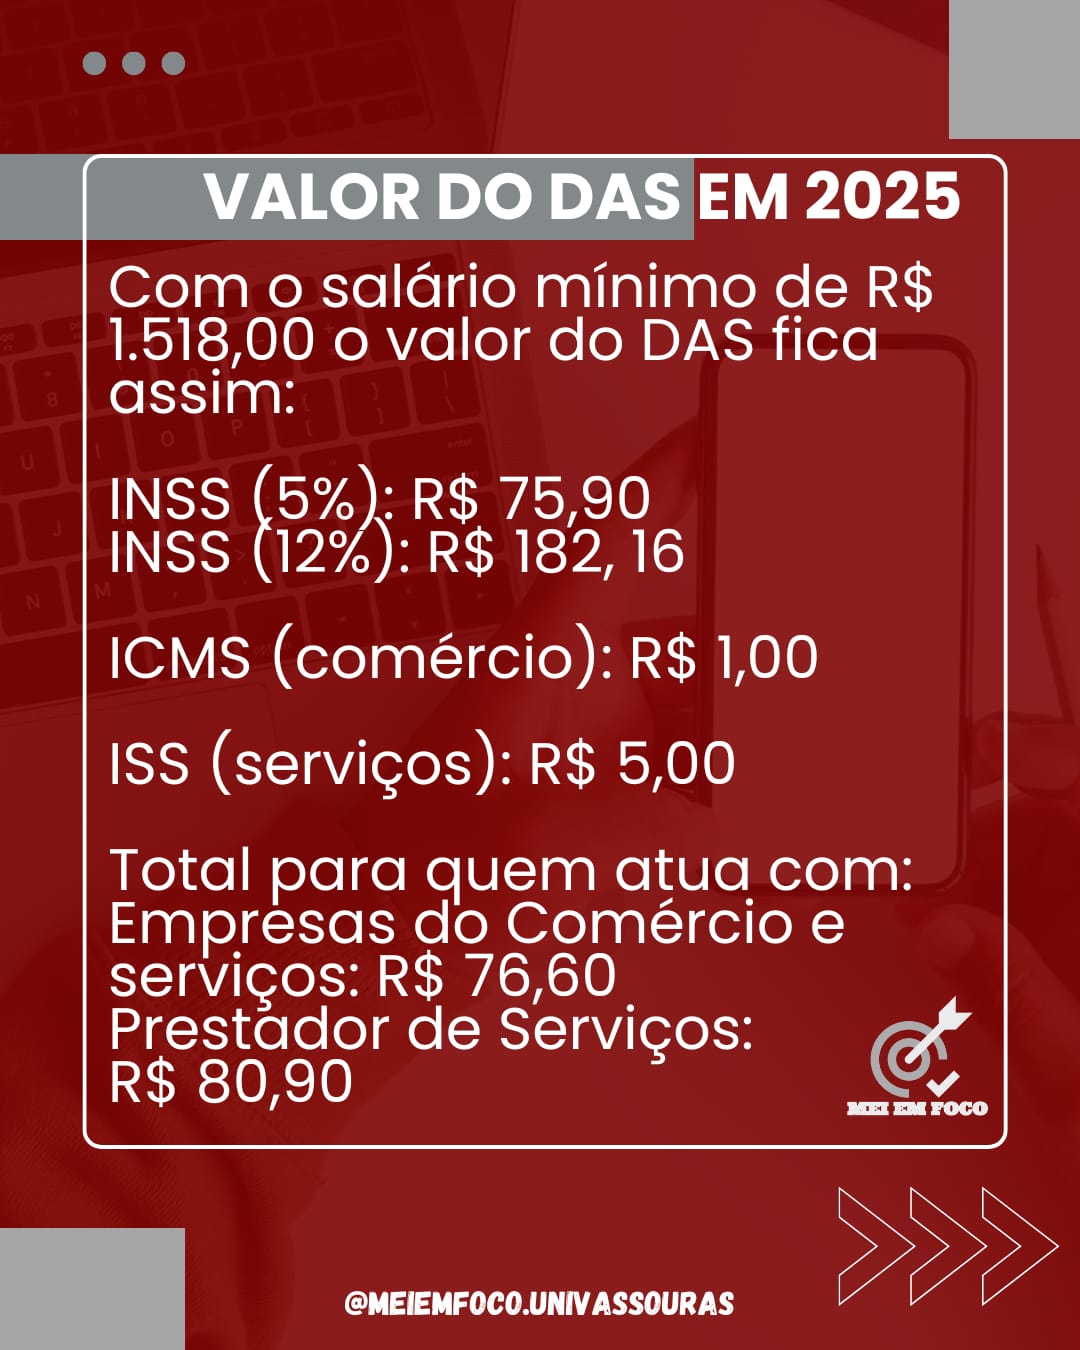 VALOR DO DAS EM 2025
Com o salário mínimo de R$
1.518,00 o valor do DAS fica
assim:
INSS (5%): R$ 75,90
INSS (12%): R$ 182, 16
ICMS (comércio): R$ 1,00
ISS (serviços): R$ 5,00
Total para quem atua com:
Empresas do Comércio e
serviços: R$ 76,60
Prestador de Serviços:
R$ 80,90
MEI EM FOCO
@MEIEMFOCO.UNIVASSOURAS